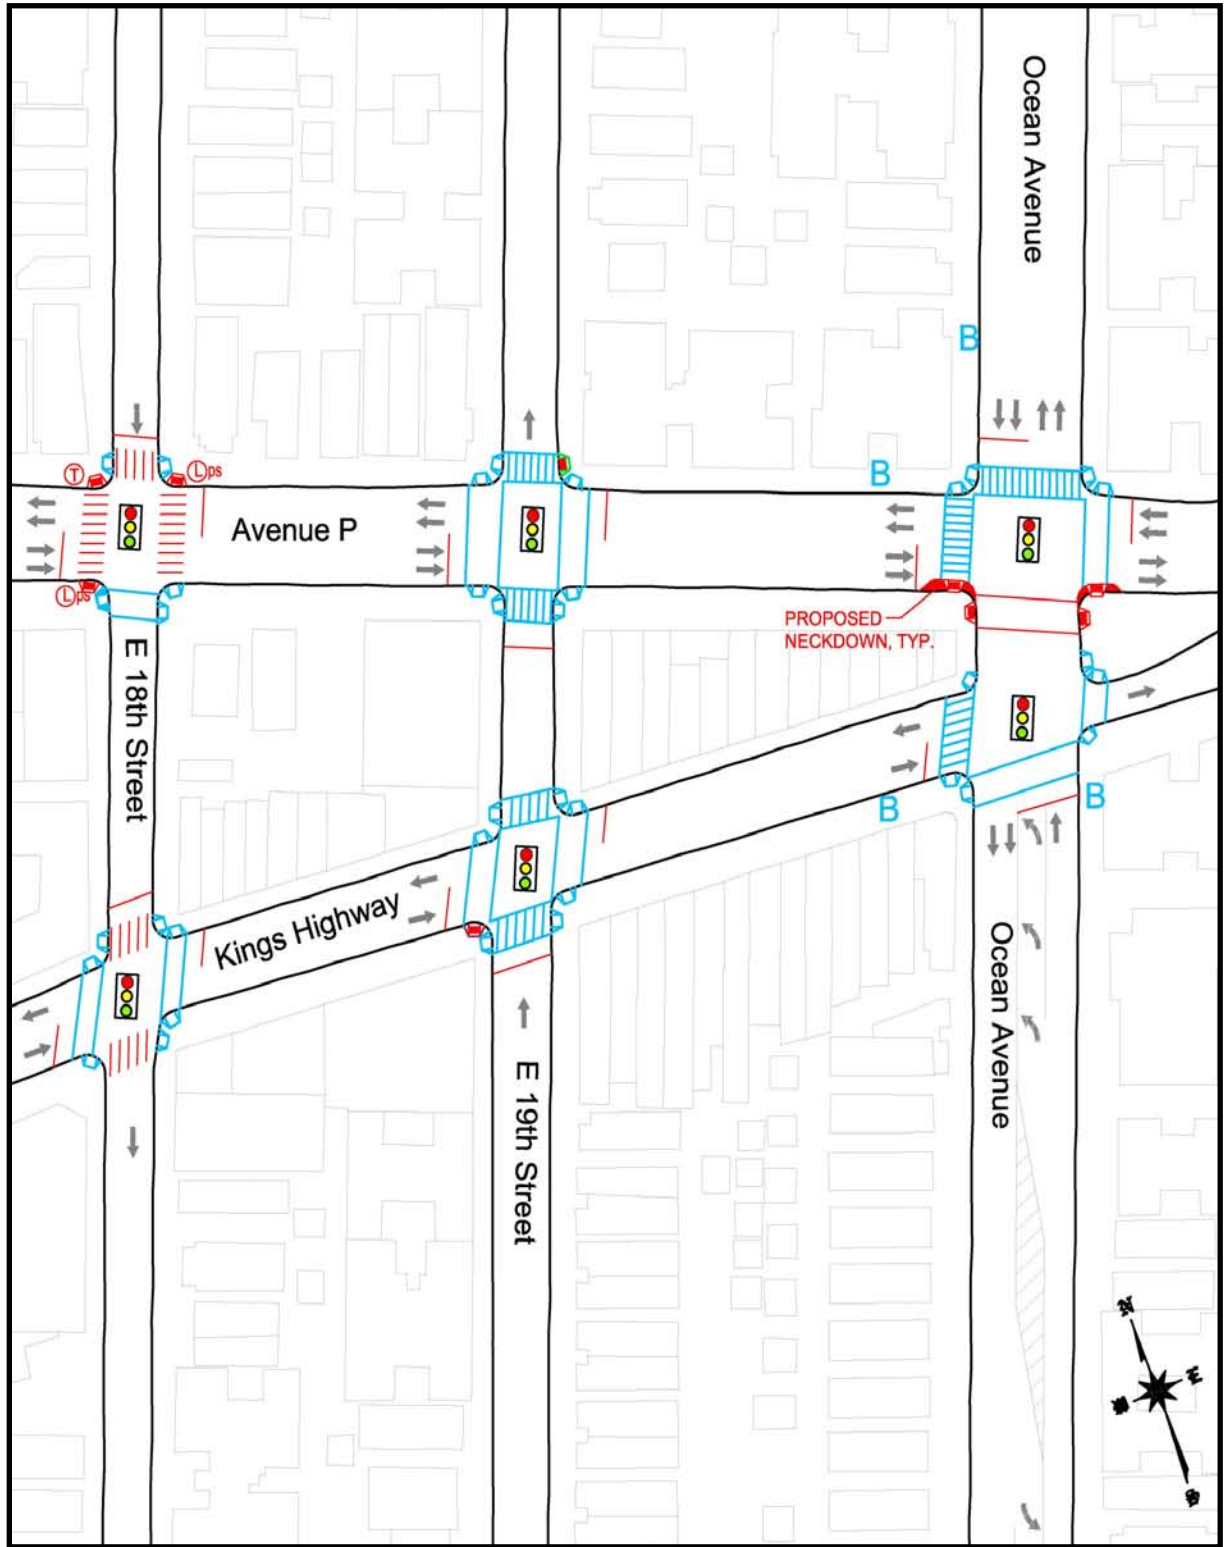 Ocean Avenue
B
B
T
Lps
Avenue P
Lps
PROPOSED
NECKDOWN, TYP.
E 18th Street
B
B
Kings Highway
Ocean Avenue
E 19th Street